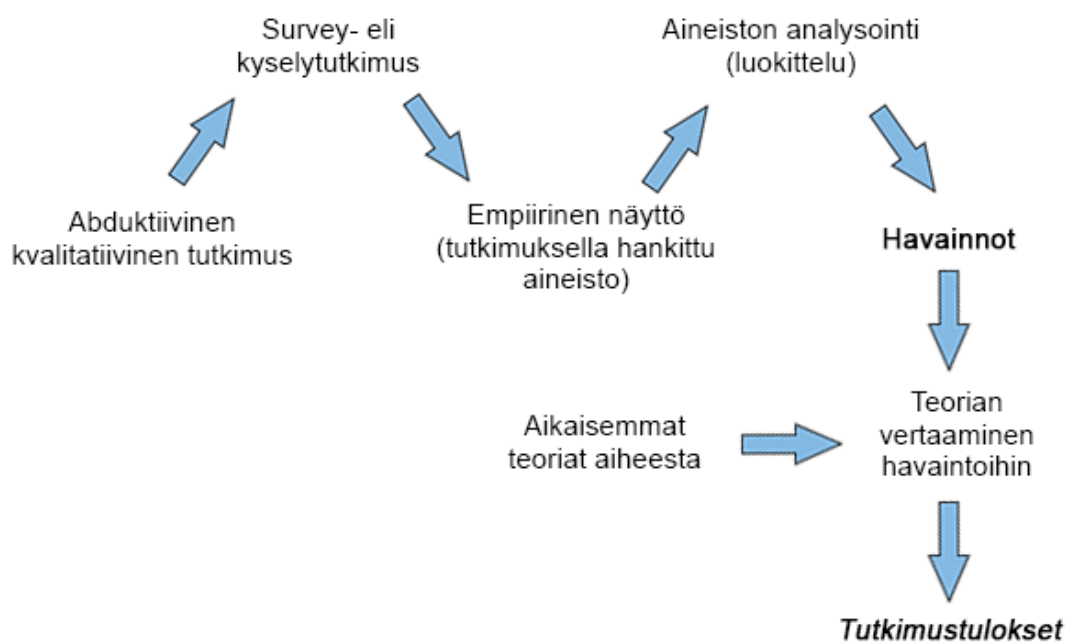 Survey- eli
kyselytutkimus
Aineiston analysointi
(luokittelu)
Abduktiivinen
kvalitatiivinen tutkimus
Empiirinen näyttö
(tutkimuksella hankittu
aineisto)
Havainnot
Aikaisemmat
teoriat aiheesta
Teorian
vertaaminen
havaintoihin
Tutkimustulokset